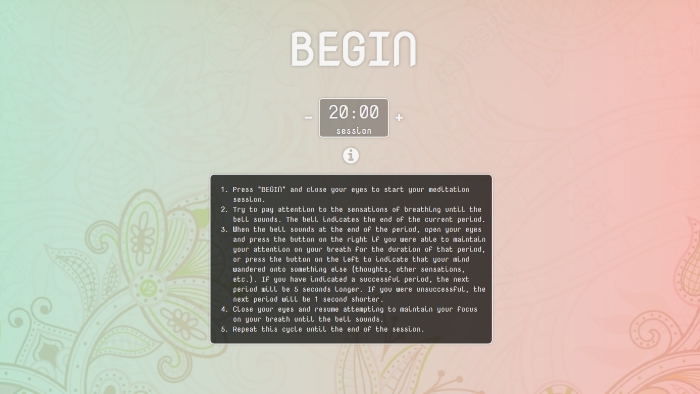 BEGIN
- 20:00 +
session
i
1. Press "BEGIN" and close your eyes to start your meditation
session.
2. Try to pay attention to the sensations of breathing until the
bell sounds. The bell indicates the end of the current period.
3. When the bell sounds at the end of the period, open your eyes
and press the button on the right if you were able to maintain
your attention on your breath for the duration of that period,
or press the button on the left to indicate that your mind
wandered onto something else (thoughts, other sensations,
etc.). If you have indicated a successful period, the next
period will be 5 seconds longer. If you were unsuccessful, the
next period will be 1 second shorter.
4. Close your eyes and resume attempting to maintain your focus
on your breath until the bell sounds.
5. Repeat this cycle until the end of the session.